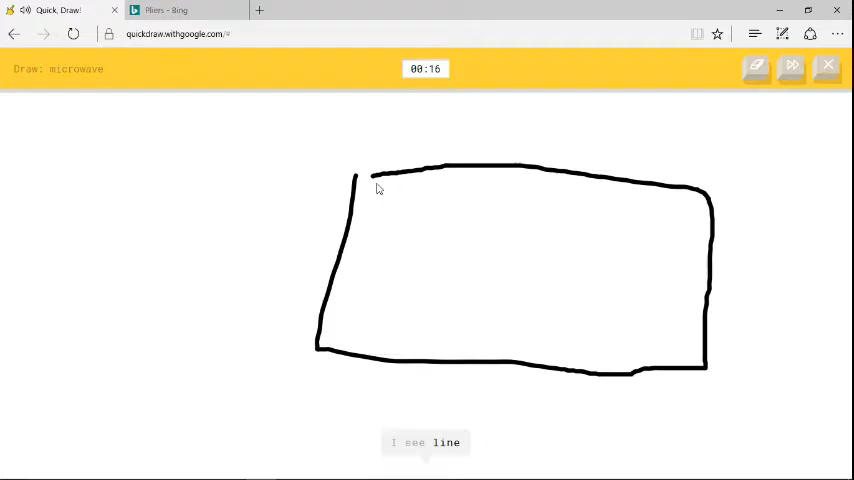 Quick, Draw!
Pliers - Bing
quickdraw.withgoogle.com/#
Draw: microwave
00:16
I see line